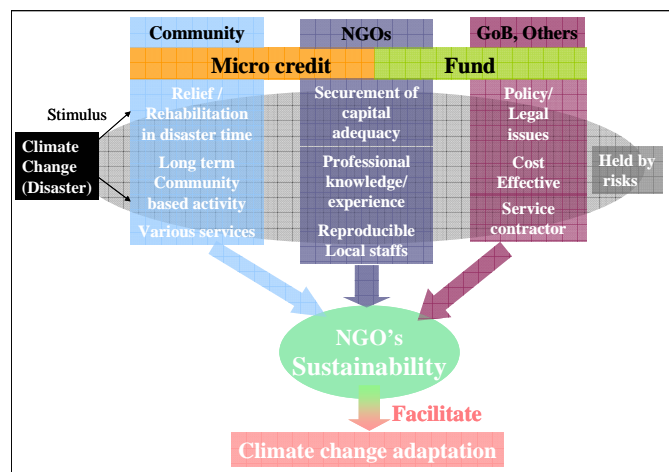 Community
NGOs
GoB, Others
Micro credit
Fund
Stimulus
Climate
Change
(Disaster)
Relief /
Rehabilitation
in disaster time
Long term
Community
based activity
Various services
Securement of
capital
adequacy
Professional
knowledge/
experience
Reproducible
Local staffs
Policy/
Legal
issues
Cost
Effective
Service
contractor
Held by
risks
NGO’s
Sustainability
Facilitate
Climate change adaptation